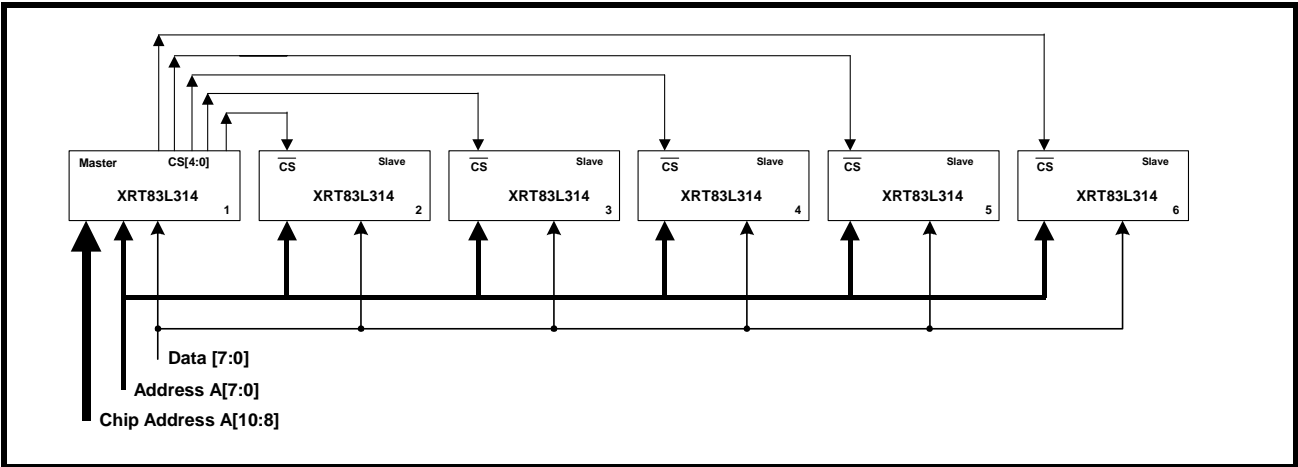 Master CS[4:0]
XRT83L314
1
CS Slave
XRT83L314
2
CS Slave
XRT83L314
3
CS Slave
XRT83L314
4
CS Slave
XRT83L314
5
CS Slave
XRT83L314
6
Data [7:0]
Address A[7:0]
Chip Address A[10:8]